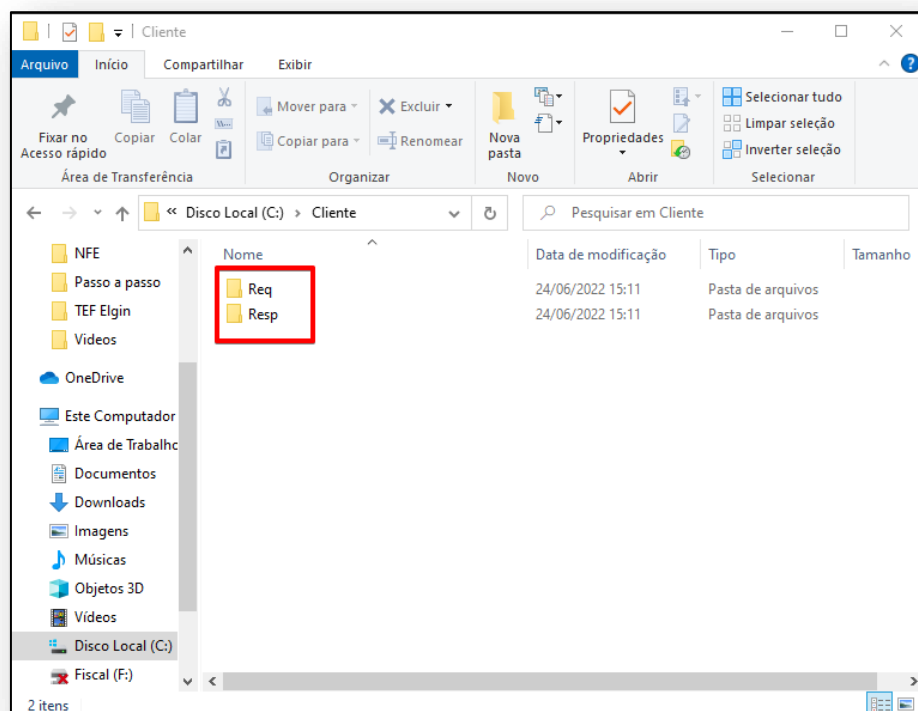 Cliente
Arquivo Início Compartilhar Exibir
Fixar no Acesso rápido
Copiar
Colar
Mover para
Copiar para
Excluir
Renomear
Nova pasta
Propriedades
Selecionar tudo
Limpar seleção
Inverter seleção
Área de Transferência Organizar Novo Abrir Selecionar
« Disco Local (C:) > Cliente
Pesquisar em Cliente
NFE
Passo a passo
TEF Elgin
Videos
OneDrive
Este Computador
Área de Trabalho
Documentos
Downloads
Imagens
Músicas
Objetos 3D
Vídeos
Disco Local (C:)
Fiscal (F:)
Nome Data de modificação Tipo Tamanho
Req 24/06/2022 15:11 Pasta de arquivos
Resp 24/06/2022 15:11 Pasta de arquivos
2 itens